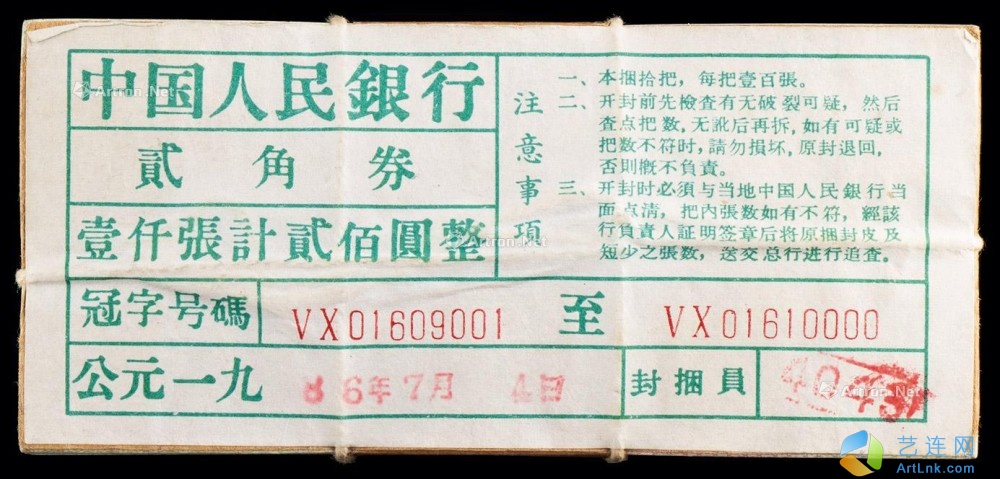 中国人民銀行
貳角券
壹仟張計貳佰圓整
注意事項
一、本捆拾把，每把壹百張。
二、开封前先檢查有无破裂可疑，然后
查点把数，无訛后再拆，如有可疑或
把数不符时，請勿損坏，原封退回，
否則概不負責。
三、开封时必須与当地中国人民銀行当
面点淸，把內張数如有不符，經該
行負責人証明签章后将原捆封皮及
短少之張数，送交总行进行追査。
冠字号碼 VX01609001 至 VX01610000
公元一九86年7月4日 封捆員
Artron.Net
Artron.Net
Artron.Net
艺连网
ArtLnk.com